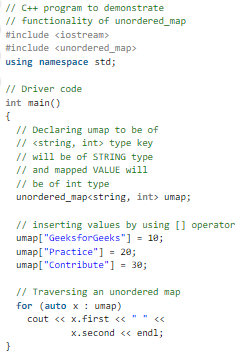 // C++ program to demonstrate
// functionality of unordered_map
#include <iostream>
#include <unordered_map>
using namespace std;

// Driver code
int main()
{
  // Declaring umap to be of
  // <string, int> type key
  // will be of STRING type
  // and mapped VALUE will
  // be of int type
  unordered_map<string, int> umap;

  // inserting values by using [] operator
  umap["GeeksforGeeks"] = 10;
  umap["Practice"] = 20;
  umap["Contribute"] = 30;

  // Traversing an unordered map
  for (auto x : umap)
    cout << x.first << " " <<
            x.second << endl;
}